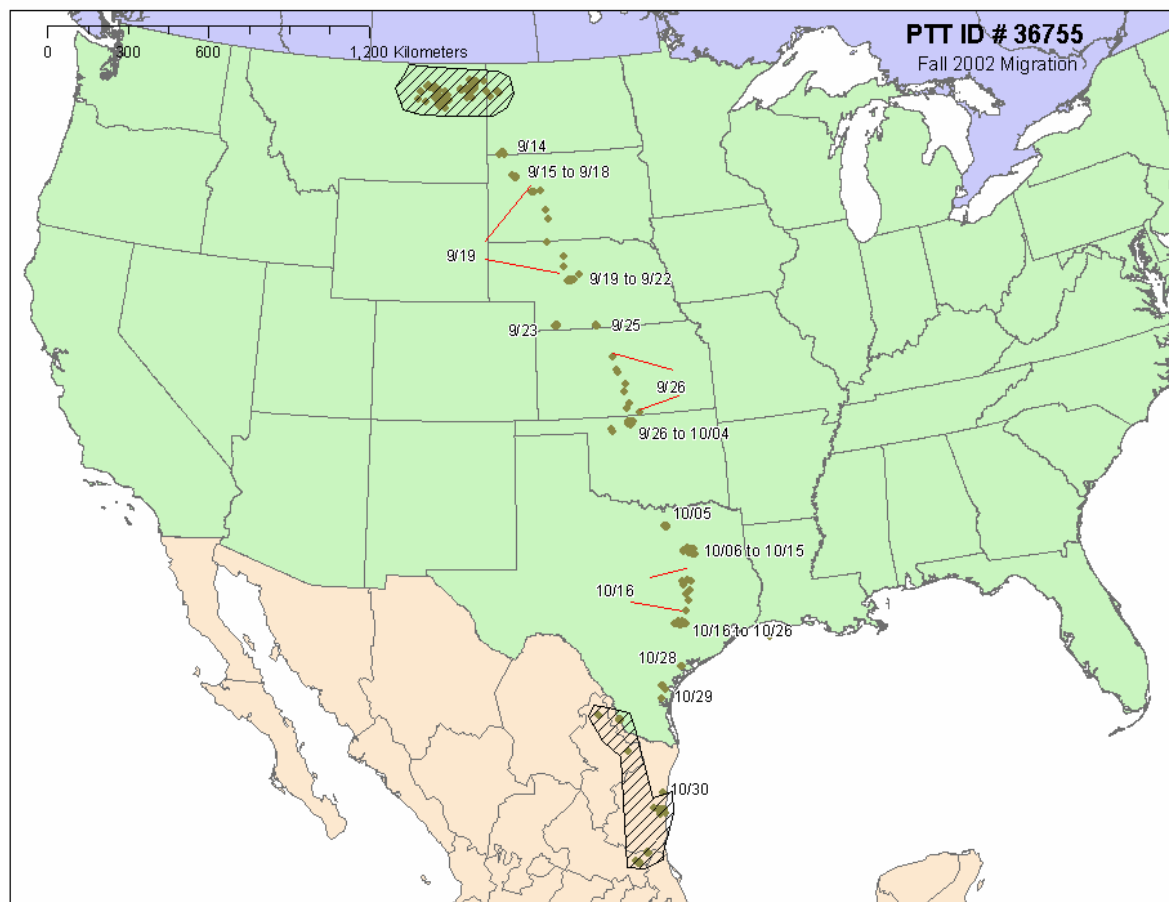 PTT ID # 36755
Fall 2002 Migration
0 300 600 1,200 Kilometers
9/14
9/15 to 9/18
9/19
9/19 to 9/22
9/23
9/25
9/26
9/26 to 10/04
10/05
10/06 to 10/15
10/16
10/16 to 10/26
10/28
10/29
10/30